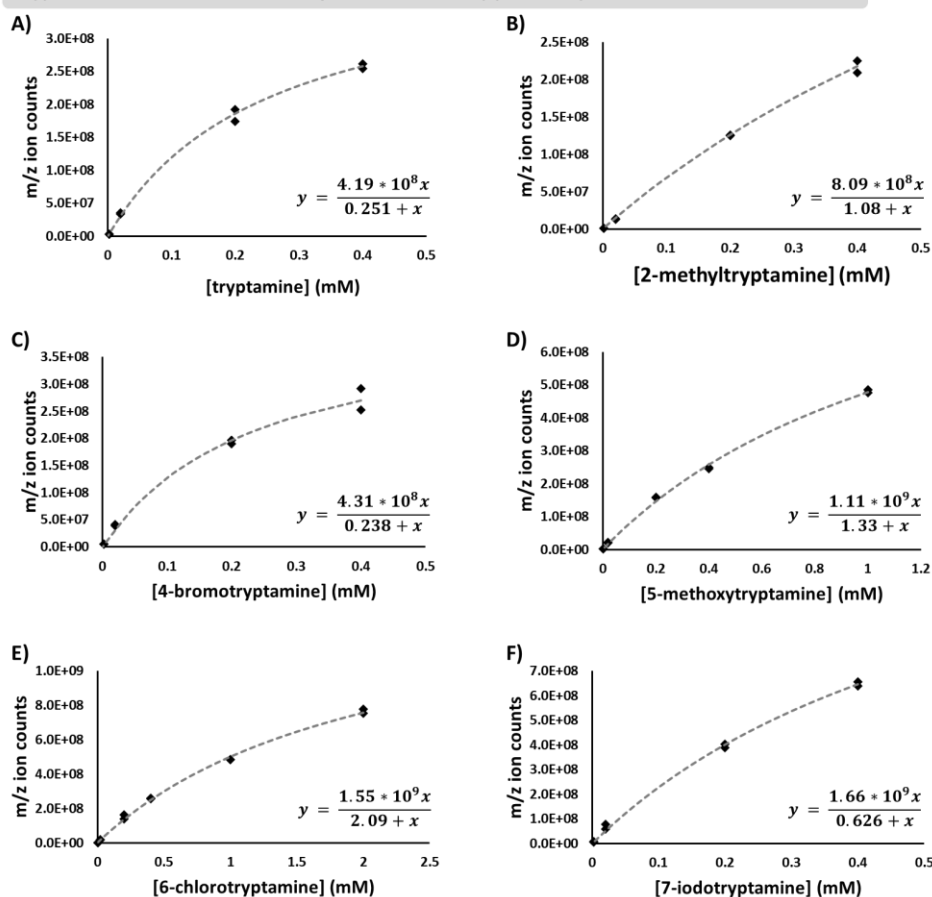 A)
m/z ion counts
3.0E+08
2.5E+08
2.0E+08
1.5E+08
1.0E+08
5.0E+07
0.0E+00
0 0.1 0.2 0.3 0.4 0.5
[tryptamine] (mM)
y = 4.19 * 10⁸x / 0.251 + x
B)
m/z ion counts
2.5E+08
2.0E+08
1.5E+08
1.0E+08
5.0E+07
0.0E+00
0 0.1 0.2 0.3 0.4 0.5
[2-methyltryptamine] (mM)
y = 8.09 * 10⁸x / 1.08 + x
C)
m/z ion counts
3.5E+08
3.0E+08
2.5E+08
2.0E+08
1.5E+08
1.0E+08
5.0E+07
0.0E+00
0 0.1 0.2 0.3 0.4 0.5
[4-bromotryptamine] (mM)
y = 4.31 * 10⁸x / 0.238 + x
D)
m/z ion counts
6.0E+08
5.0E+08
4.0E+08
3.0E+08
2.0E+08
1.0E+08
0.0E+00
0 0.2 0.4 0.6 0.8 1 1.2
[5-methoxytryptamine] (mM)
y = 1.11 * 10⁹x / 1.33 + x
E)
m/z ion counts
1.0E+09
8.0E+08
6.0E+08
4.0E+08
2.0E+08
0.0E+00
0 0.5 1 1.5 2 2.5
[6-chlorotryptamine] (mM)
y = 1.55 * 10⁹x / 2.09 + x
F)
m/z ion counts
7.0E+08
6.0E+08
5.0E+08
4.0E+08
3.0E+08
2.0E+08
1.0E+08
0.0E+00
0 0.1 0.2 0.3 0.4 0.5
[7-iodotryptamine] (mM)
y = 1.66 * 10⁹x / 0.626 + x